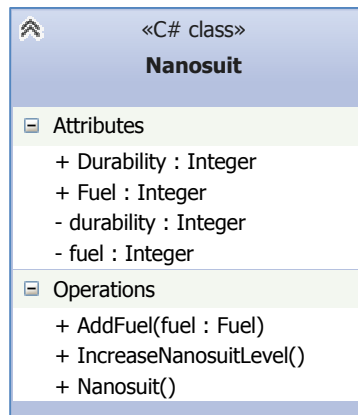 «C# class»
Nanosuit
Attributes
+ Durability : Integer
+ Fuel : Integer
- durability : Integer
- fuel : Integer
Operations
+ AddFuel(fuel : Fuel)
+ IncreaseNanosuitLevel()
+ Nanosuit()